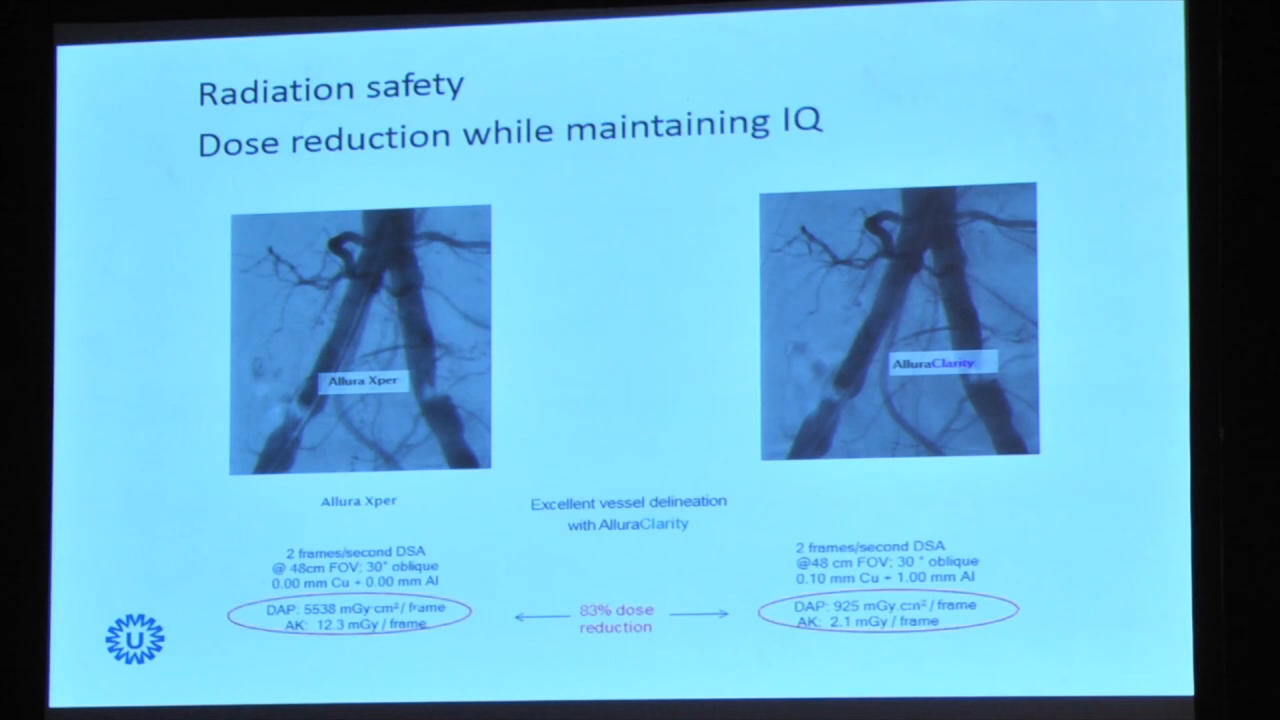 Radiation safety
Dose reduction while maintaining IQ
Allura Xper
AlluraClarity
Allura Xper
Excellent vessel delineation
with AlluraClarity
2 frames/second DSA
@ 48cm FOV; 30° oblique
0.00 mm Cu + 0.00 mm Al
DAP: 5538 mGy·cm²/ frame
AK: 12.3 mGy / frame
83% dose
reduction
2 frames/second DSA
@48 cm FOV; 30 ° oblique
0.10 mm Cu + 1.00 mm Al
DAP: 925 mGy.cm² / frame
AK: 2.1 mGy / frame
U